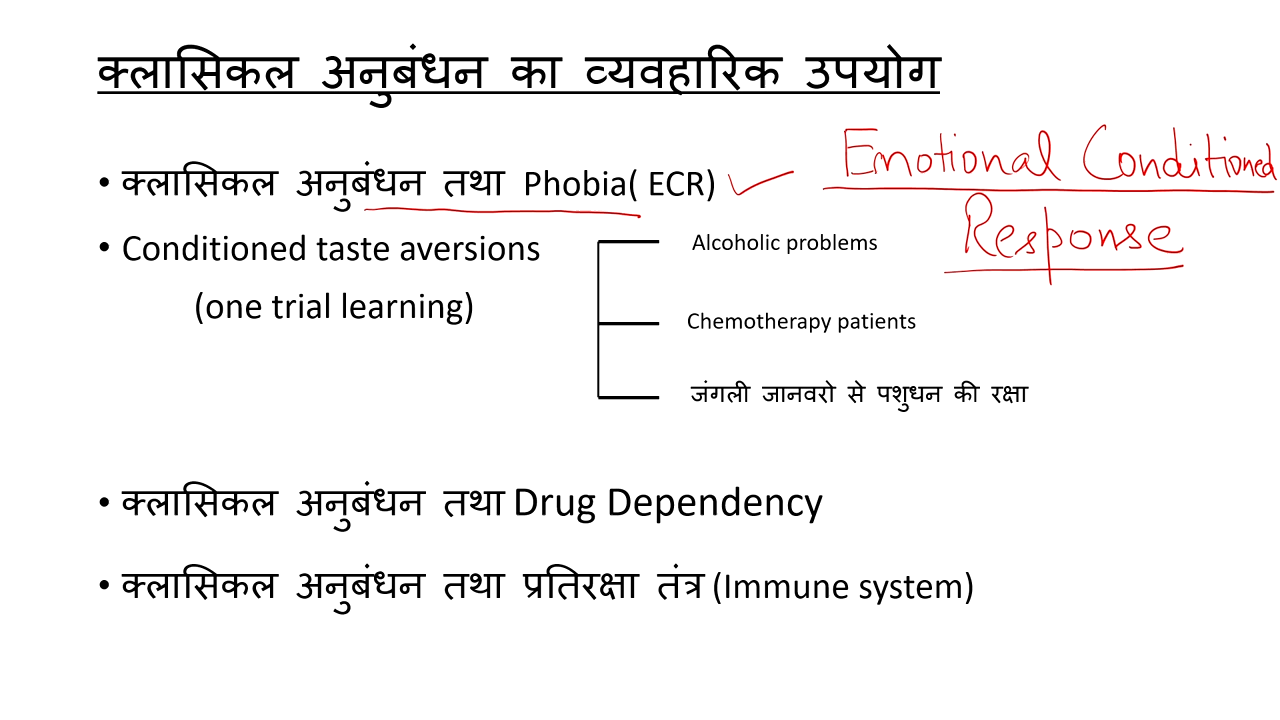 क्लासिकल अनुबंधन का व्यवहारिक उपयोग
• क्लासिकल अनुबंधन तथा Phobia( ECR)
Emotional Conditioned
Response
• Conditioned taste aversions
(one trial learning)
Alcoholic problems
Chemotherapy patients
जंगली जानवरो से पशुधन की रक्षा
• क्लासिकल अनुबंधन तथा Drug Dependency
• क्लासिकल अनुबंधन तथा प्रतिरक्षा तंत्र (Immune system)